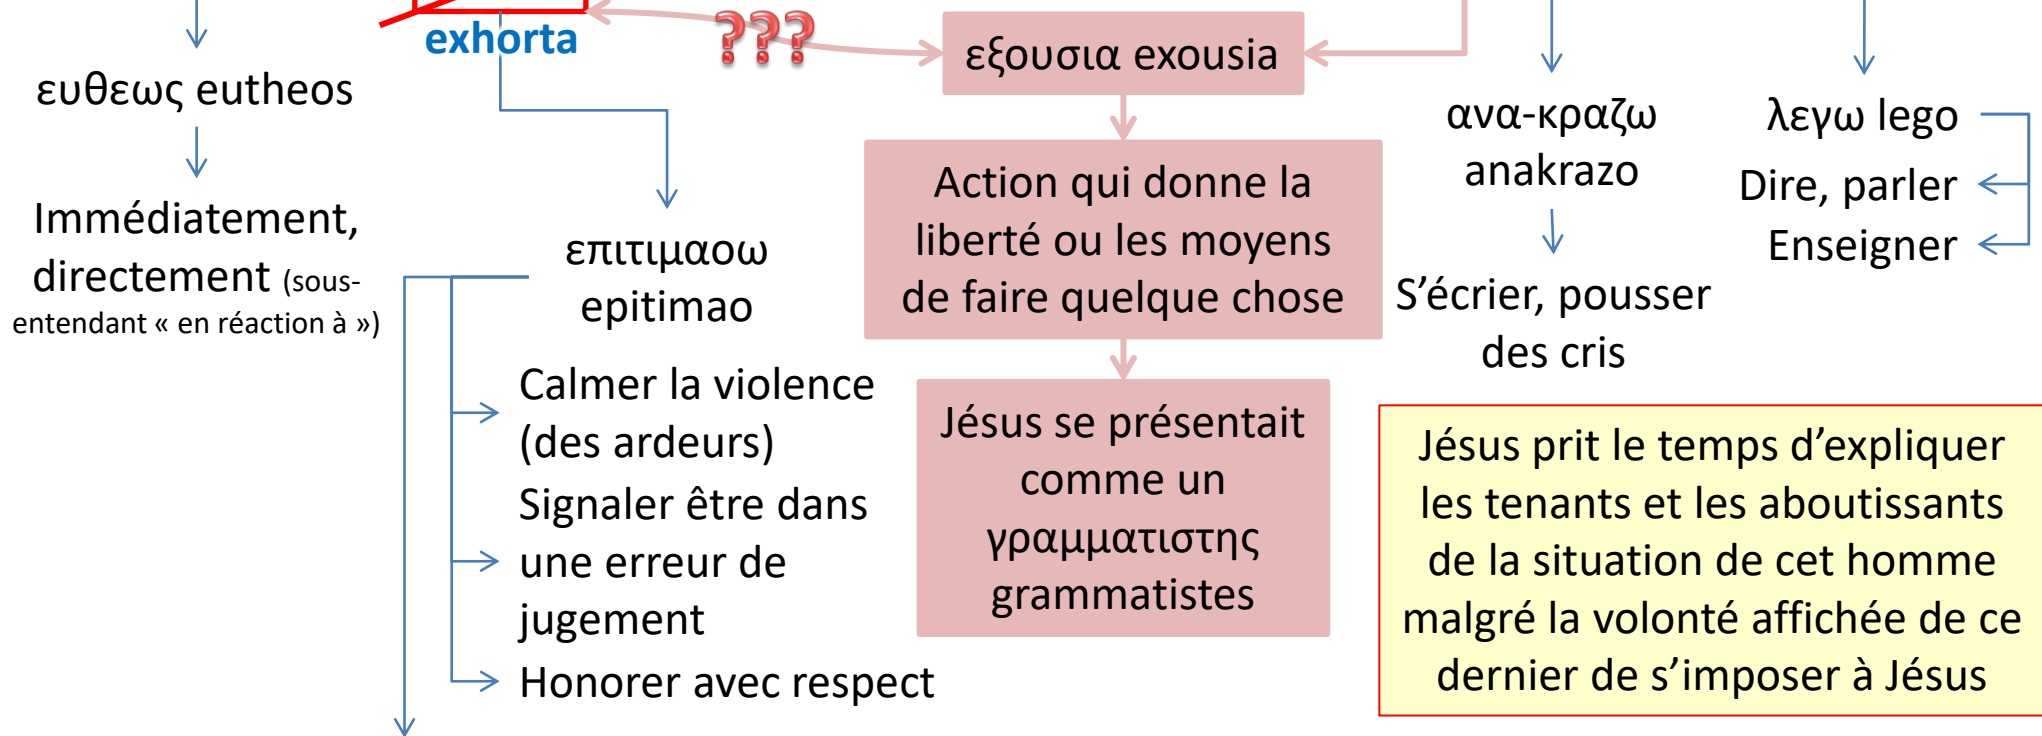 exhorta
???
ευθεως eutheos
Immédiatement,
directement (sous-
entendant « en réaction à »)
επιτιμαοω
epitimao
Calmer la violence
(des ardeurs)
Signaler être dans
une erreur de
jugement
Honorer avec respect
εξουσια exousia
Action qui donne la
liberté ou les moyens
de faire quelque chose
Jésus se présentait
comme un
γραμματιστης
grammatistes
ανα-κραζω
anakrazo
S’écrier, pousser
des cris
λεγω lego
Dire, parler
Enseigner
Jésus prit le temps d’expliquer
les tenants et les aboutissants
de la situation de cet homme
malgré la volonté affichée de ce
dernier de s’imposer à Jésus